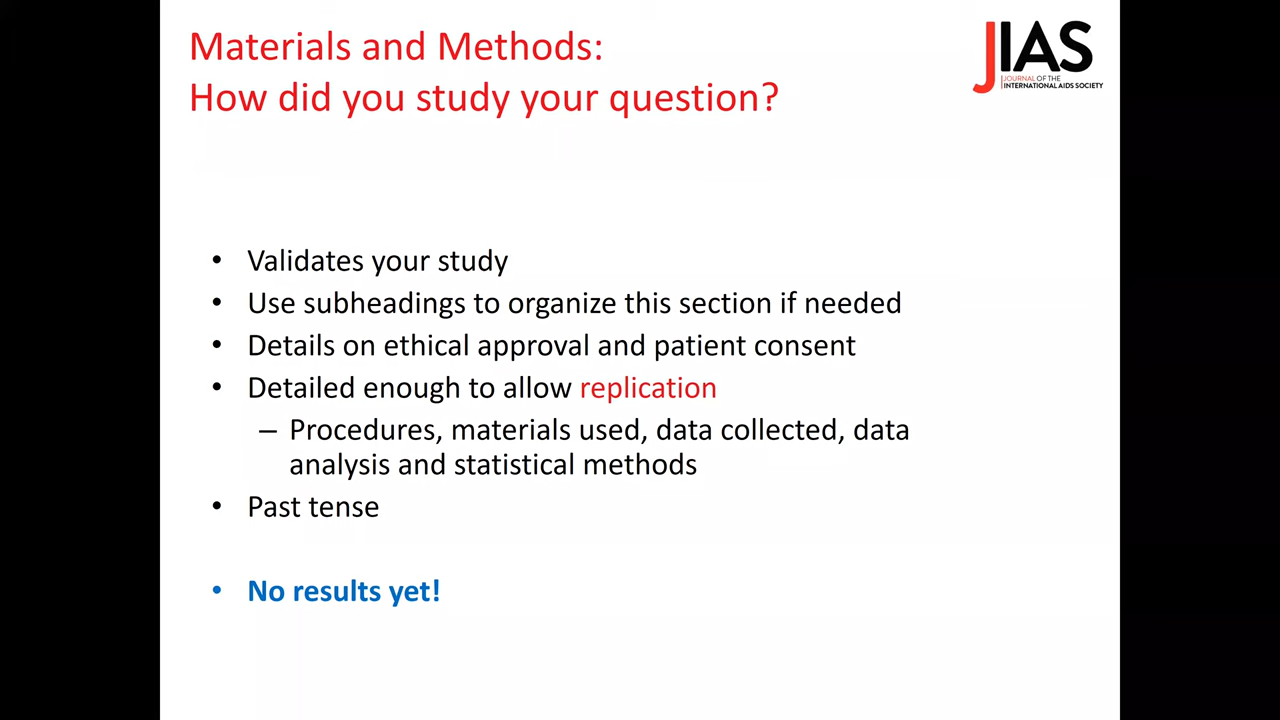 Materials and Methods:
How did you study your question?
JIAS
JOURNAL OF THE
INTERNATIONAL AIDS SOCIETY
• Validates your study
• Use subheadings to organize this section if needed
• Details on ethical approval and patient consent
• Detailed enough to allow replication
– Procedures, materials used, data collected, data
analysis and statistical methods
• Past tense
• No results yet!